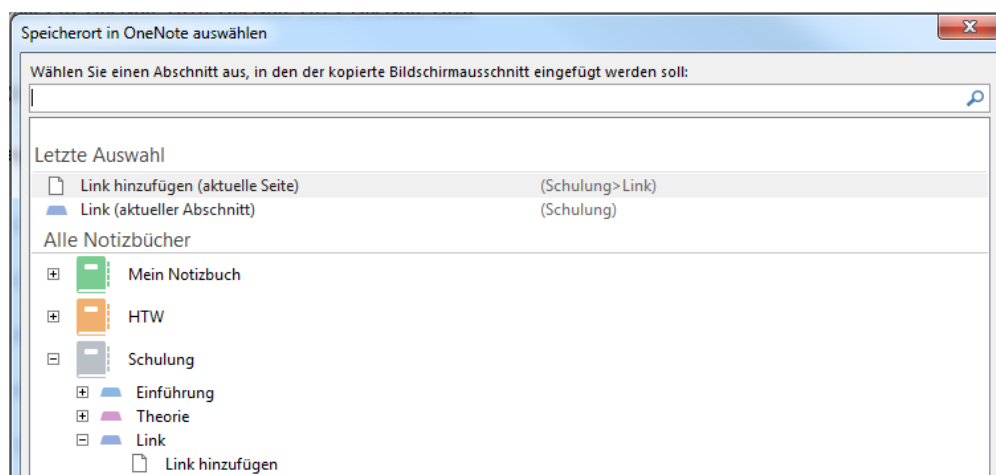 Speicherort in OneNote auswählen
Wählen Sie einen Abschnitt aus, in den der kopierte Bildschirmausschnitt eingefügt werden soll:
Letzte Auswahl
Link hinzufügen (aktuelle Seite) (Schulung>Link)
Link (aktueller Abschnitt) (Schulung)
Alle Notizbücher
Mein Notizbuch
HTW
Schulung
Einführung
Theorie
Link
Link hinzufügen